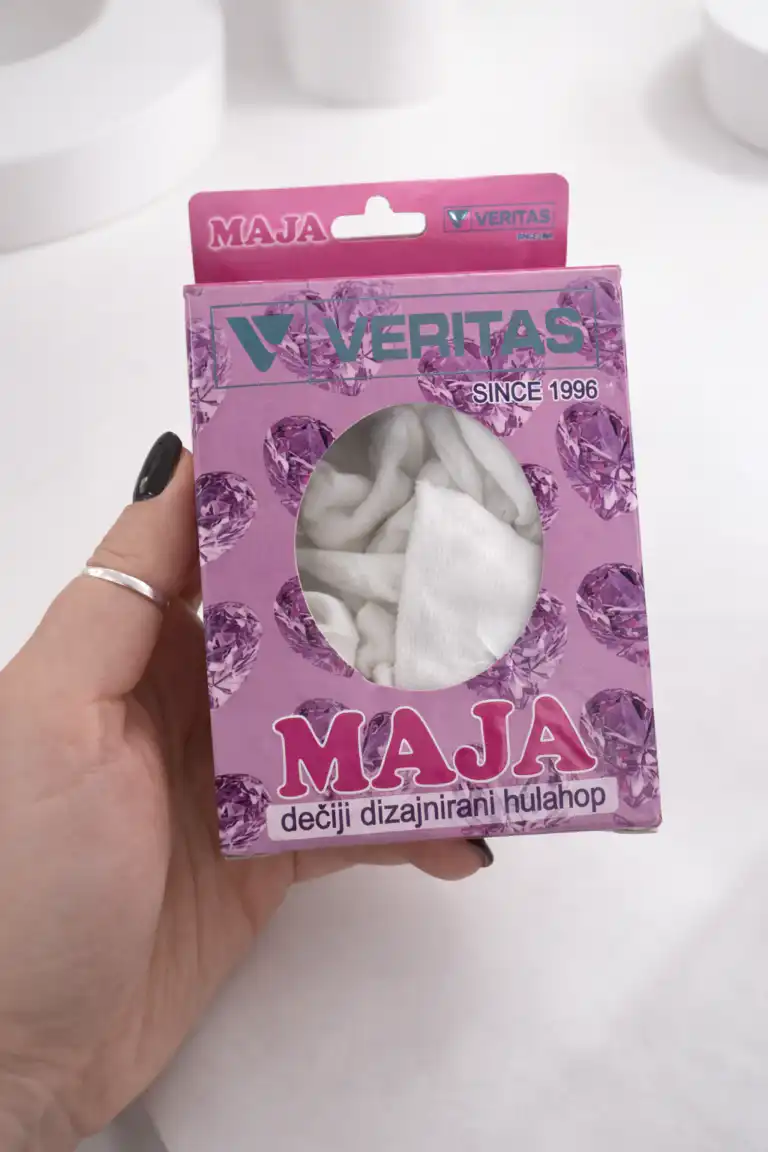 MAJA
VERITAS
VERITAS
SINCE 1996
MAJA
dečiji dizajnirani hulahop